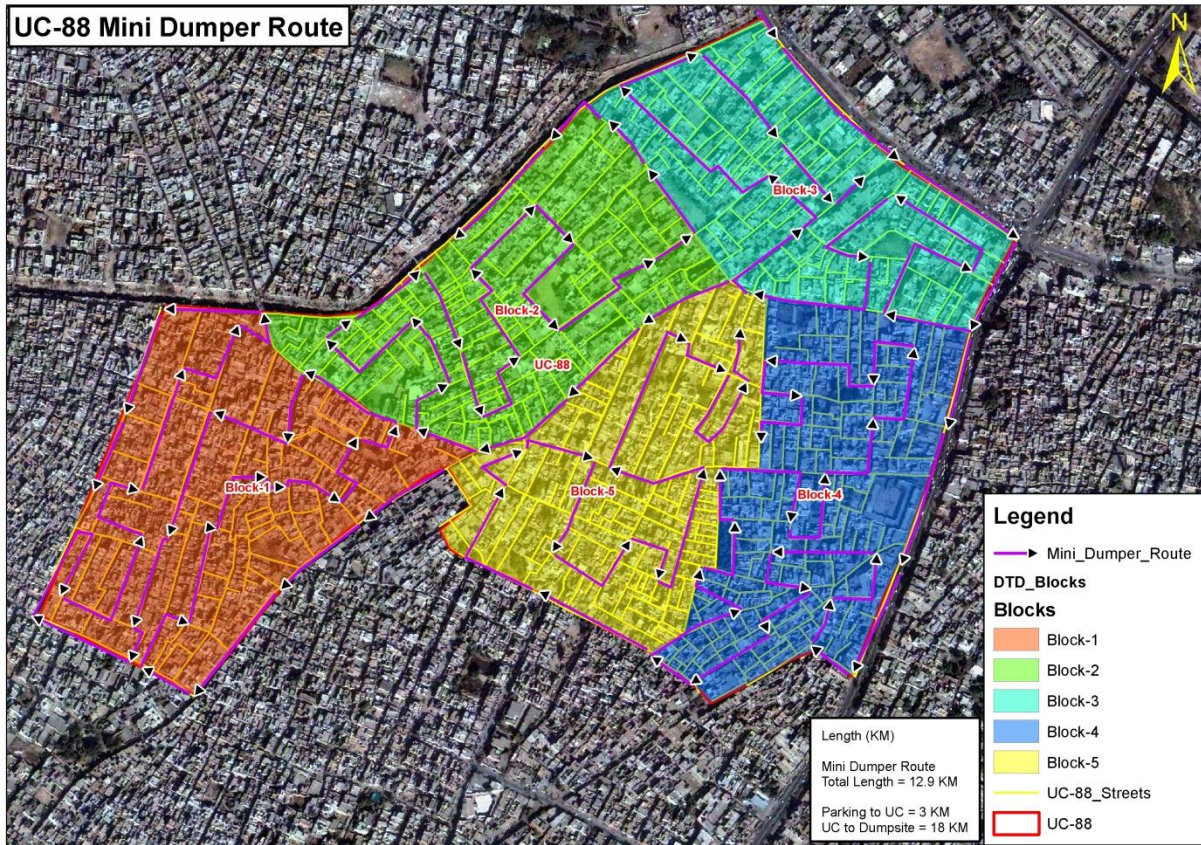 UC-88 Mini Dumper Route
N
Block-3
Block-2
UC-88
Block-1
Block-5
Block-4
Legend
Mini_Dumper_Route
DTD_Blocks
Blocks
Block-1
Block-2
Block-3
Block-4
Block-5
UC-88_Streets
UC-88
Length (KM)
Mini Dumper Route
Total Length = 12.9 KM
Parking to UC = 3 KM
UC to Dumpsite = 18 KM